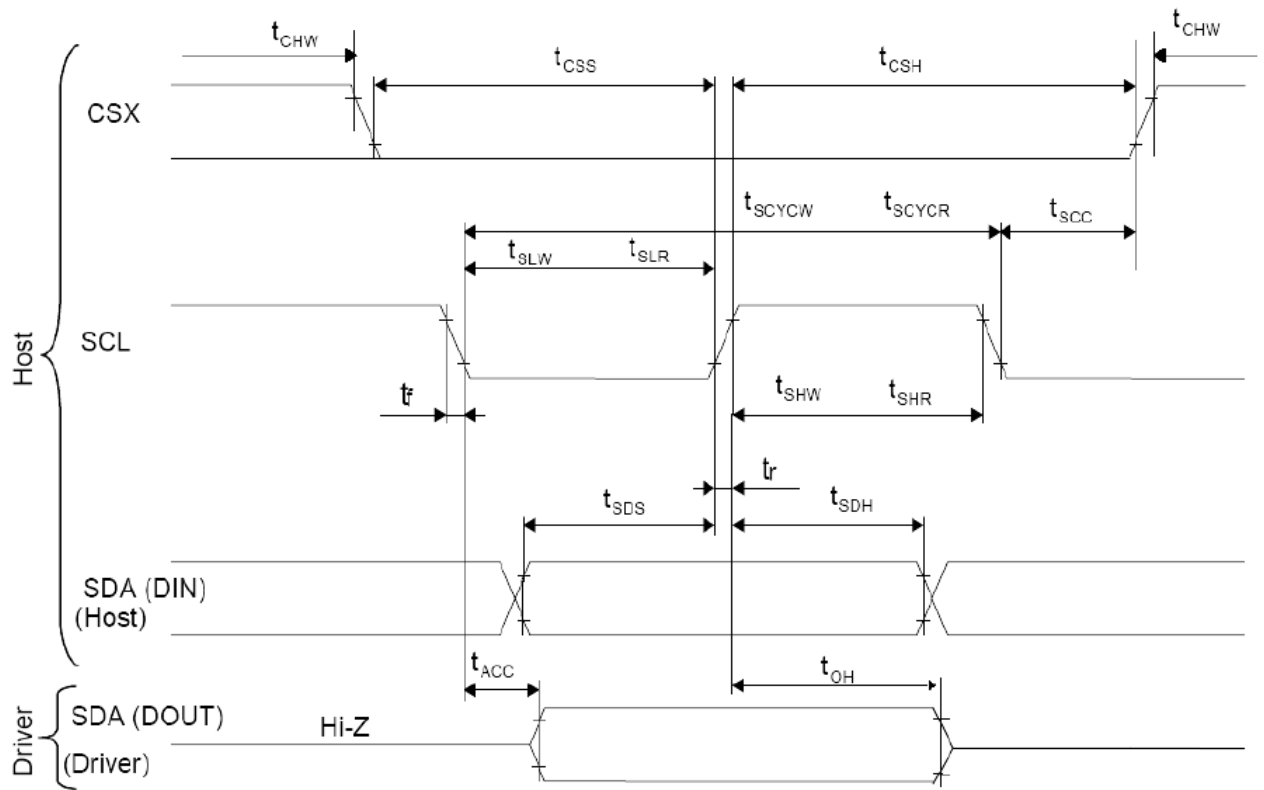 tCHW
tCHW
tCSS
tCSH
CSX
tSCYCW
tSCYCR
tSCC
tSLW
tSLR
Host
SCL
tf
tSHW
tSHR
tr
tSDS
tSDH
SDA (DIN)
(Host)
tACC
tOH
Driver
SDA (DOUT)
Hi-Z
(Driver)